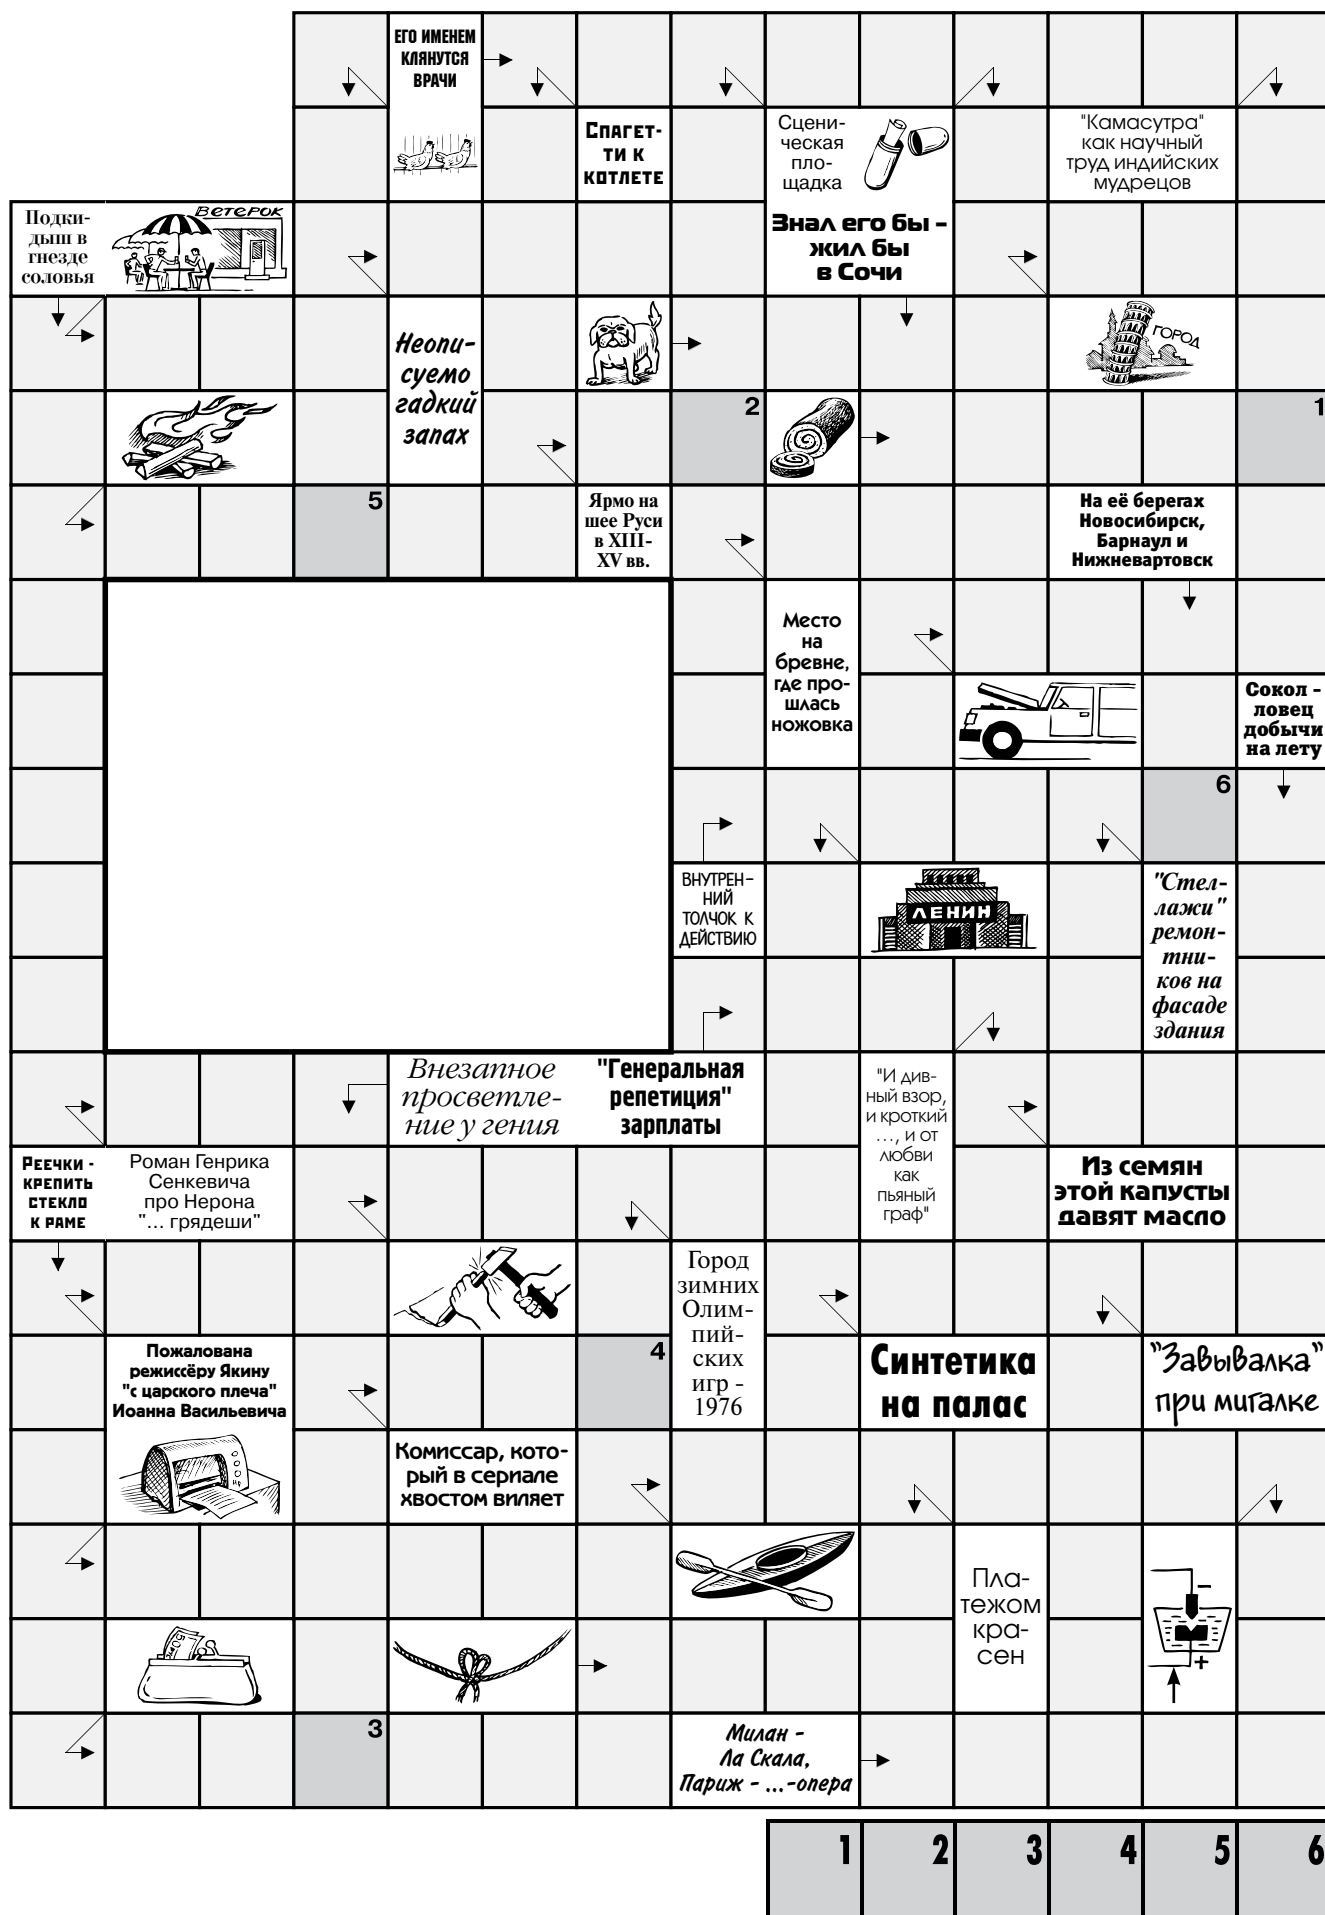 ЕГО ИМЕНЕМ
КЛЯНУТСЯ
ВРАЧИ
Спагет-
ти к
котлете
Сцени-
ческая
пло-
щадка
"Камасутра"
как научный
труд индийских
мудрецов
Подки-
дыш в
гнезде
соловья
Ветерок
Знал его бы -
жил бы
в Сочи
Неопи-
суемо
гадкий
запах
ГОРОД
2
1
5
Ярмо на
шее Руси
в XIII-
XV вв.
На её берегах
Новосибирск,
Барнаул и
Нижневартовск
Место
на
бревне,
где про-
шлась
ножовка
Сокол -
ловец
добычи
на лету
6
ВНУТРЕН-
НИЙ
ТОЛЧОК К
ДЕЙСТВИЮ
ЛЕНИН
"Стел-
лажи"
ремон-
тни-
ков на
фасаде
здания
Внезапное
просветле-
ние у гения
"Генеральная
репетиция"
зарплаты
"И див-
ный взор,
и кроткий
..., и от
любви
как
пьяный
граф"
Реечки -
крепить
стекло
к раме
Роман Генрика
Сенкевича
про Нерона
"... грядеши"
Из семян
этой капусты
давят масло
Город
зимних
Олим-
пий-
ских
игр -
1976
Пожалована
режиссёру Якину
"с царского плеча"
Иоанна Васильевича
4
Синтетика
на палас
"Завывалка"
при мигалке
Комиссар, кото-
рый в сериале
хвостом виляет
Пла-
тежом
кра-
сен
−
+
50
3
Милан -
Ла Скала,
Париж - ...-опера
1 2 3 4 5 6